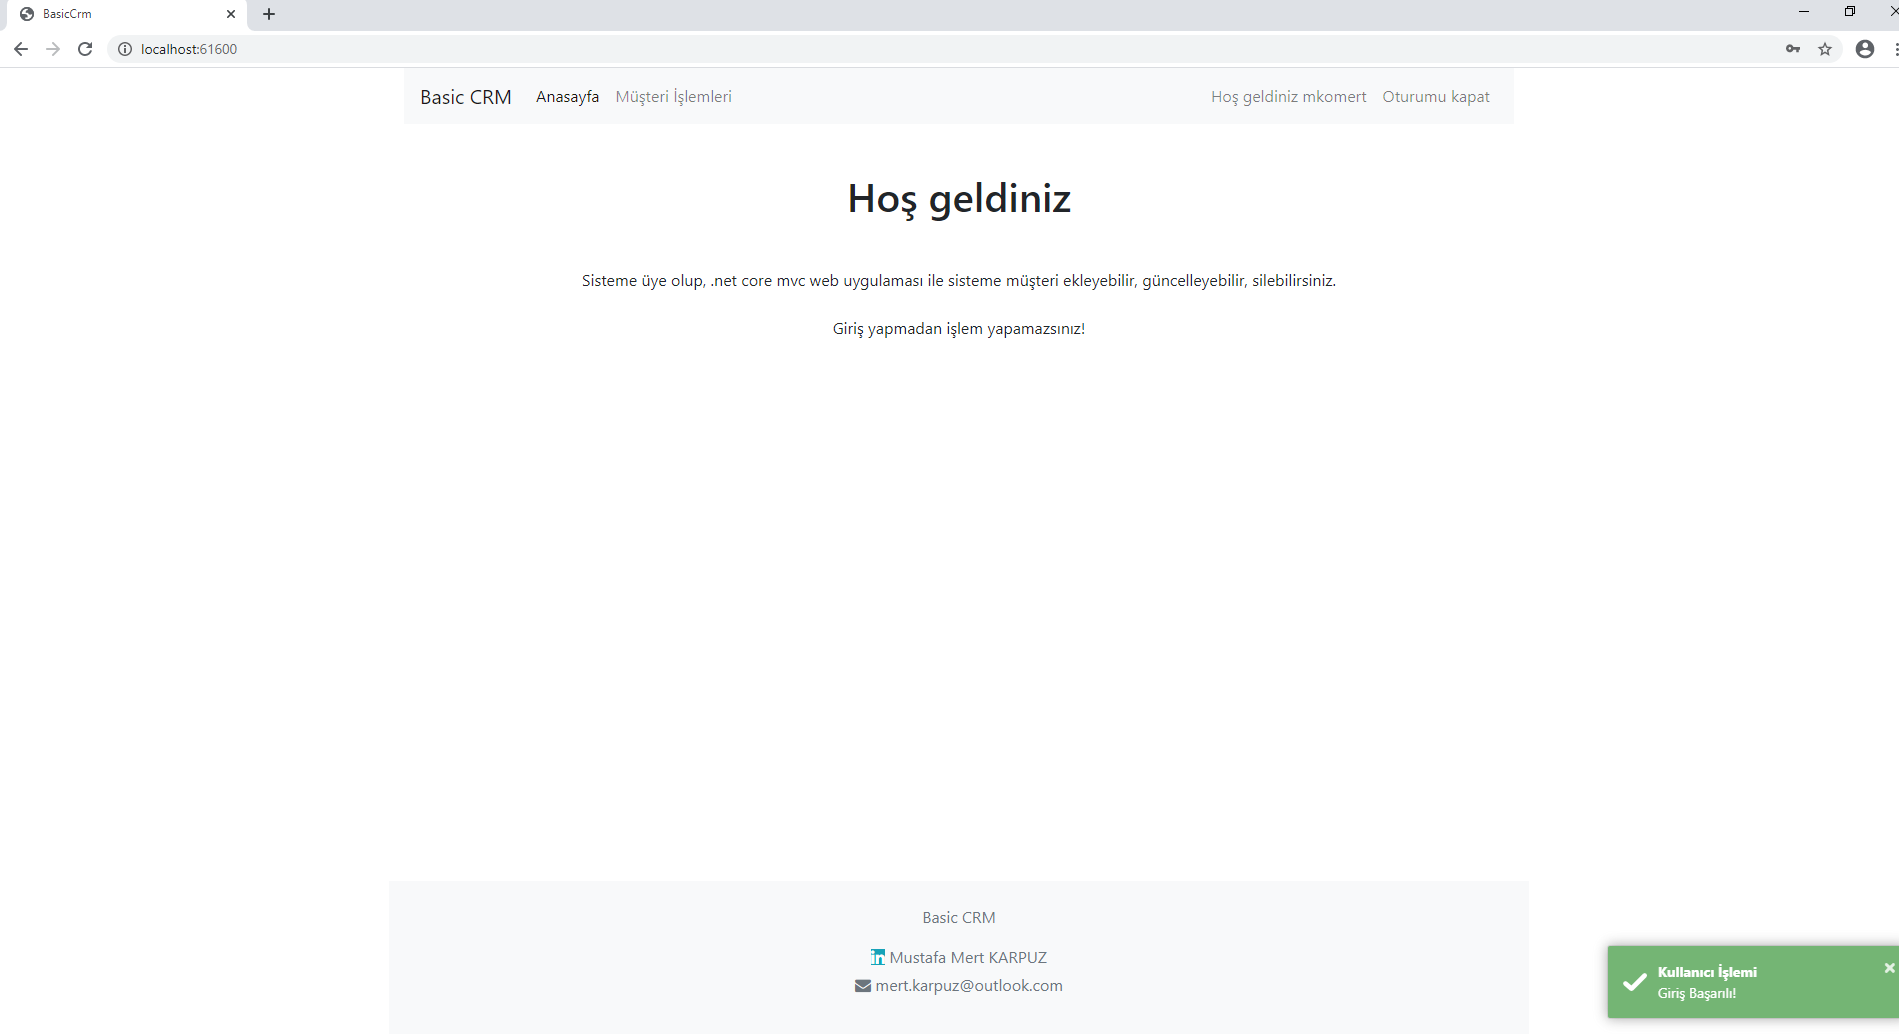 BasicCrm
localhost:61600
Basic CRM Anasayfa Müşteri İşlemleri Hoş geldiniz mkomert Oturumu kapat
Hoş geldiniz
Sisteme üye olup, .net core mvc web uygulaması ile sisteme müşteri ekleyebilir, güncelleyebilir, silebilirsiniz.
Giriş yapmadan işlem yapamazsınız!
Basic CRM
Mustafa Mert KARPUZ
mert.karpuz@outlook.com
Kullanıcı İşlemi
Giriş Başarılı!